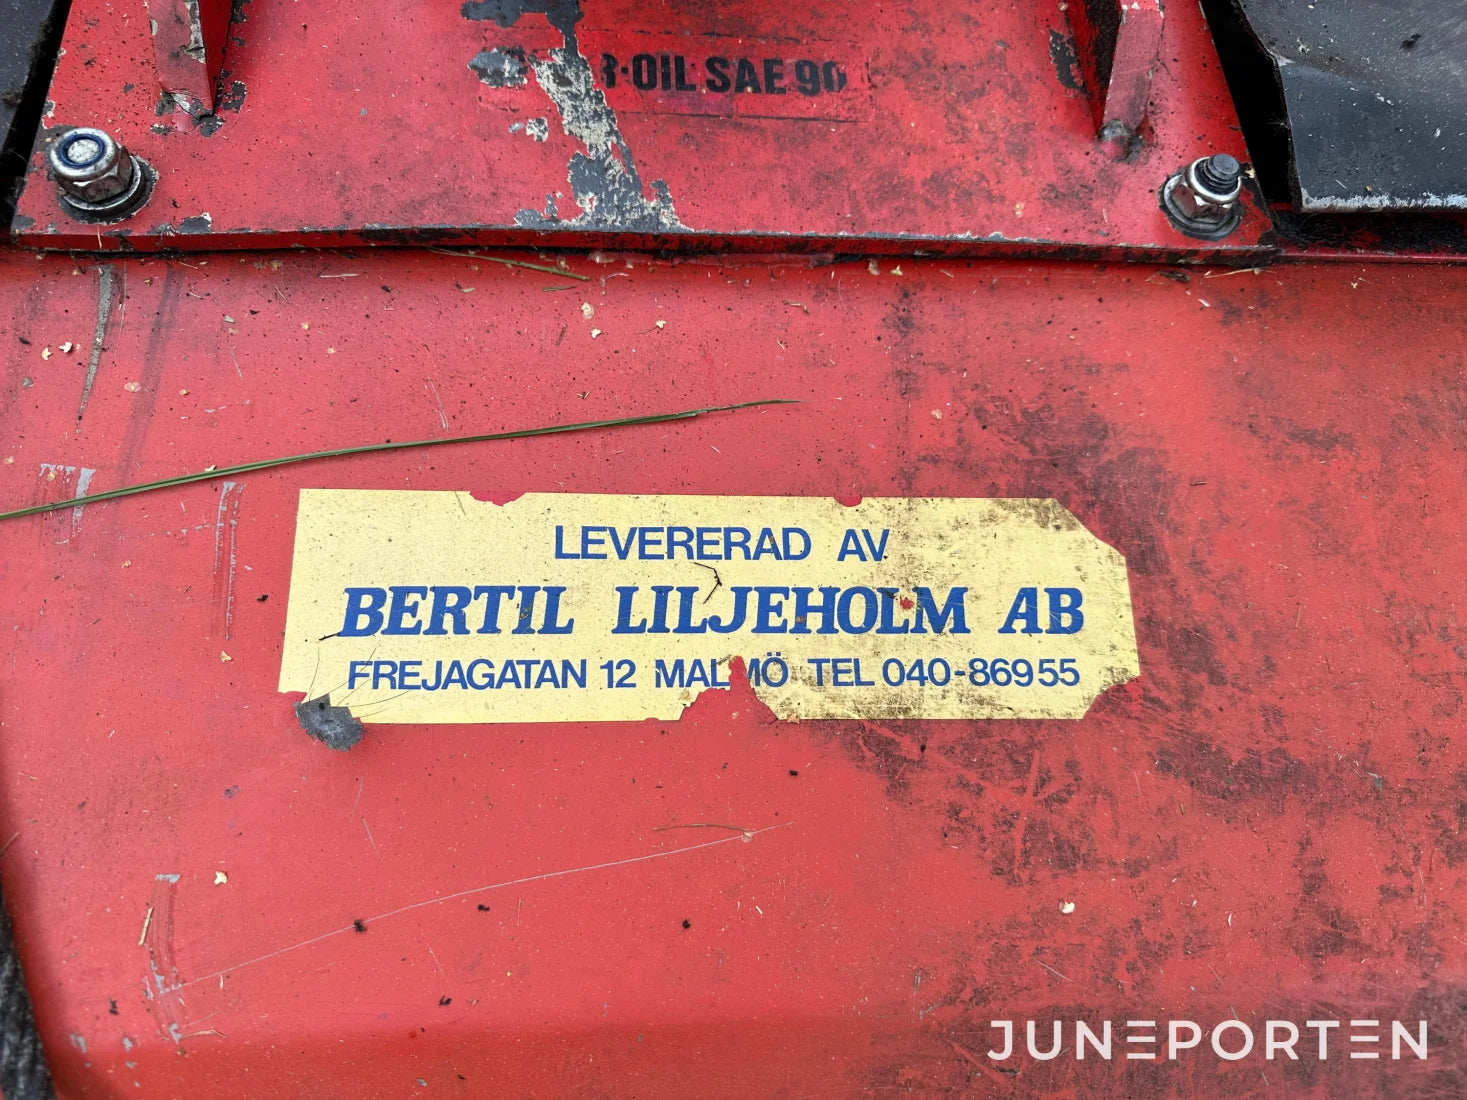 OIL SAE 90
LEVERERAD AV
BERTIL LILJEHOLM AB
FREJAGATAN 12 MALMÖ TEL 040-86955
JUNEPORTEN